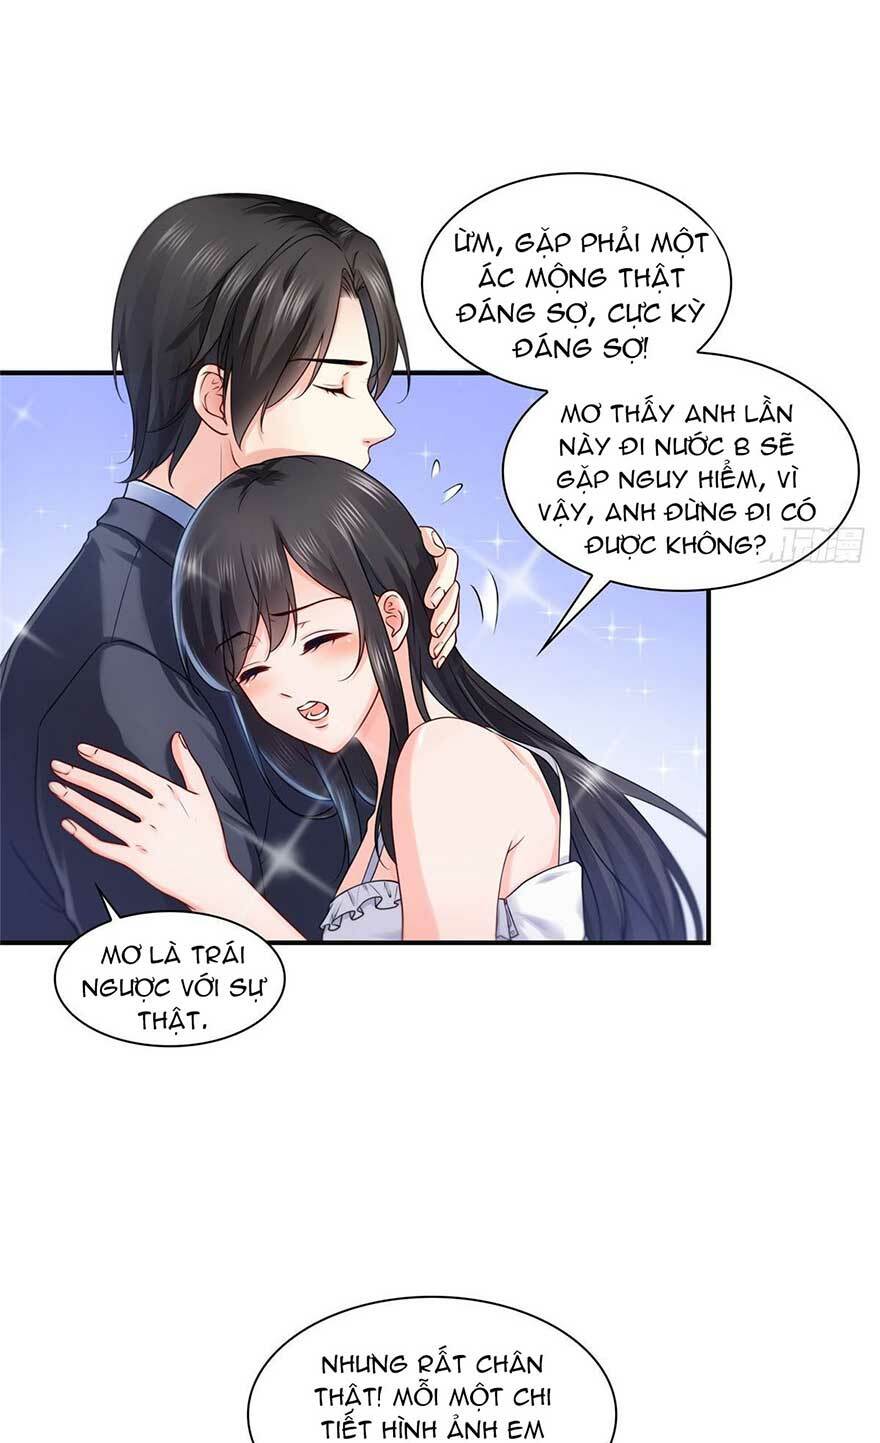 ỪM, GẶP PHẢI MỘT
ÁC MỘNG THẬT
ĐÁNG SỢ, CỰC KỲ
ĐÁNG SỢ!
MƠ THẤY ANH LẦN
NÀY ĐI NƯỚC B SẼ
GẶP NGUY HIỂM, VÌ
VẬY, ANH ĐỪNG ĐI CÓ
ĐƯỢC KHÔNG?
MƠ LÀ TRÁI
NGƯỢC VỚI SỰ
THẬT.
NHƯNG RẤT CHÂN
THẬT! MỖI MỘT CHI
TIẾT HÌNH ẢNH EM